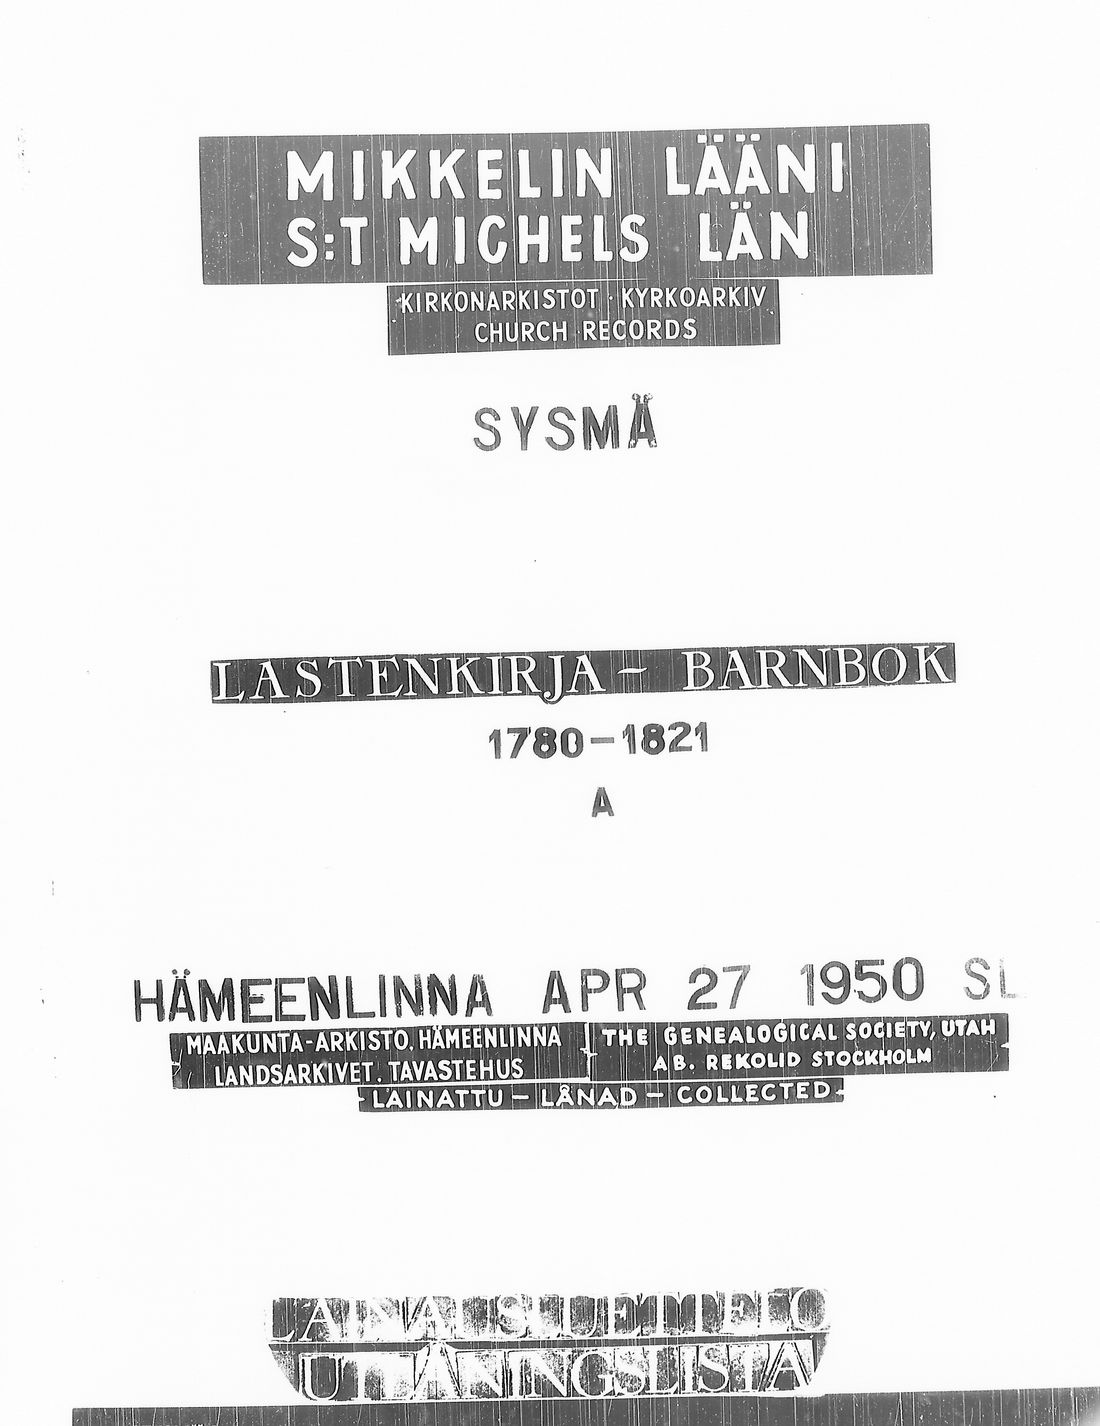 MIKKELIN LÄÄNI
S:T MICHELS LÄN
KIRKONARKISTOT · KYRKOARKIV
CHURCH RECORDS
SYSMÄ
LASTENKIRJA - BARNBOK
1780-1821
A
HÄMEENLINNA APR 27 1950 SL
MAAKUNTA-ARKISTO. HÄMEENLINNA
LANDSARKIVET. TAVASTEHUS
THE GENEALOGICAL SOCIETY, UTAH
AB. REKOLID STOCKHOLM
LAINATTU - LÅNAD - COLLECTED
LAINAUSLUETTELO
UTLÅNINGSLISTA